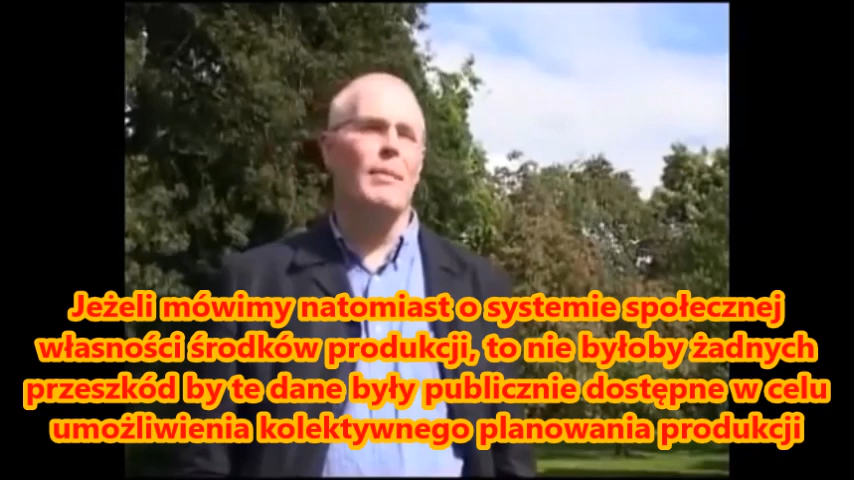 Jeżeli mówimy natomiast o systemie społecznej
własności środków produkcji, to nie byłoby żadnych
przeszkód by te dane były publicznie dostępne w celu
umożliwienia kolektywnego planowania produkcji